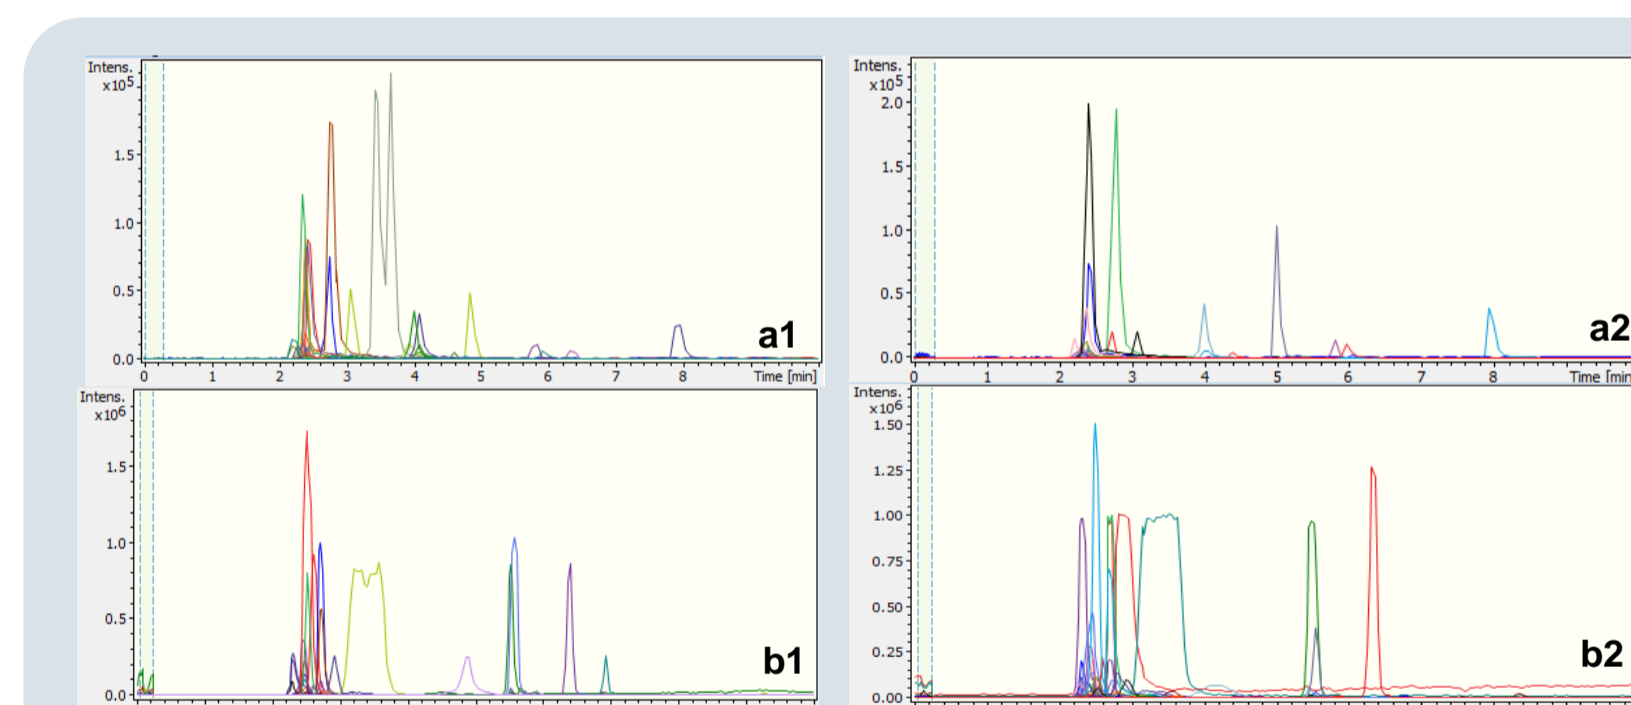 Intens.
x10^5
1.5
1.0
0.5
0.0
0 1 2 3 4 5 6 7 8 Time [min]
a1
Intens.
x10^5
2.0
1.5
1.0
0.5
0.0
0 1 2 3 4 5 6 7 8 Time [min
a2
Intens.
x10^6
1.5
1.0
0.5
0.0
b1
Intens.
x10^6
1.50
1.25
1.00
0.75
0.50
0.25
0.00
b2